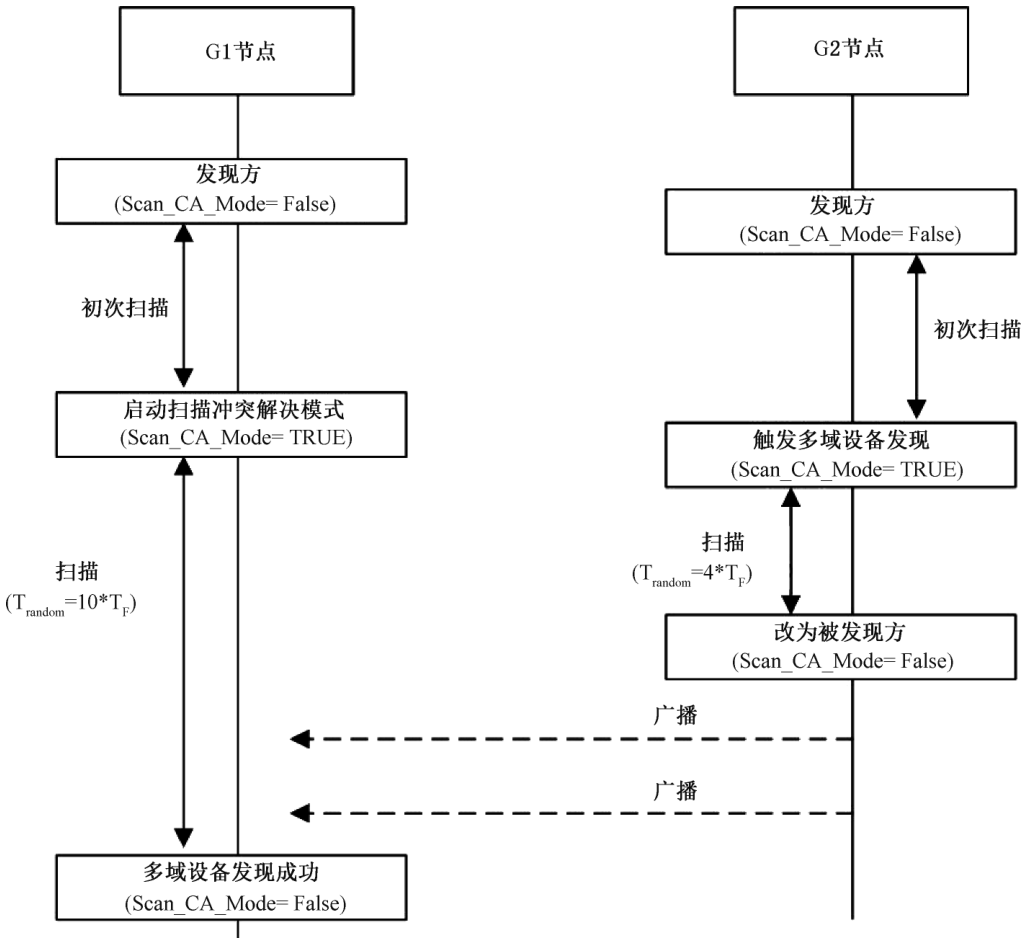 G1节点
G2节点
发现方
(Scan_CA_Mode= False)
发现方
(Scan_CA_Mode= False)
初次扫描
初次扫描
启动扫描冲突解决模式
(Scan_CA_Mode= TRUE)
触发多域设备发现
(Scan_CA_Mode= TRUE)
扫描
(Trandom=4*TF)
扫描
(Trandom=10*TF)
改为被发现方
(Scan_CA_Mode= False)
广播
广播
多域设备发现成功
(Scan_CA_Mode= False)